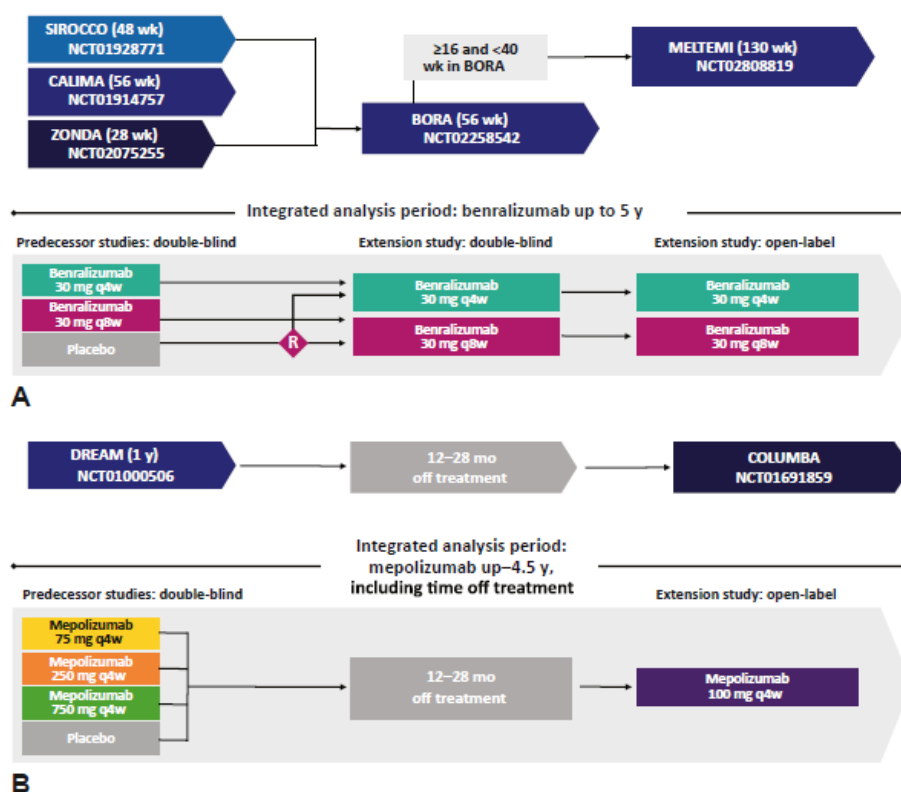 SIROCCO (48 wk)
NCT01928771
CALIMA (56 wk)
NCT01914757
ZONDA (28 wk)
NCT02075255
≥16 and <40
wk in BORA
BORA (56 wk)
NCT02258542
MELTEMI (130 wk)
NCT02808819
Integrated analysis period: benralizumab up to 5 y
Predecessor studies: double-blind
Extension study: double-blind
Extension study: open-label
Benralizumab
30 mg q4w
Benralizumab
30 mg q8w
Placebo
R
Benralizumab
30 mg q4w
Benralizumab
30 mg q8w
Benralizumab
30 mg q4w
Benralizumab
30 mg q8w
A
DREAM (1 y)
NCT01000506
12–28 mo
off treatment
COLUMBA
NCT01691859
Integrated analysis period:
mepolizumab up–4.5 y,
including time off treatment
Predecessor studies: double-blind
Extension study: open-label
Mepolizumab
75 mg q4w
Mepolizumab
250 mg q4w
Mepolizumab
750 mg q4w
Placebo
12–28 mo
off treatment
Mepolizumab
100 mg q4w
B